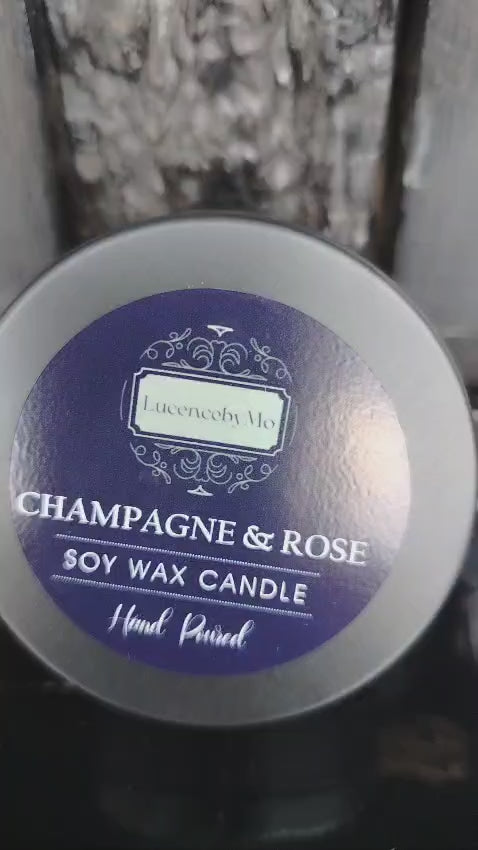 LucencebyMo
CHAMPAGNE & ROSE
SOY WAX CANDLE
Hand Poured